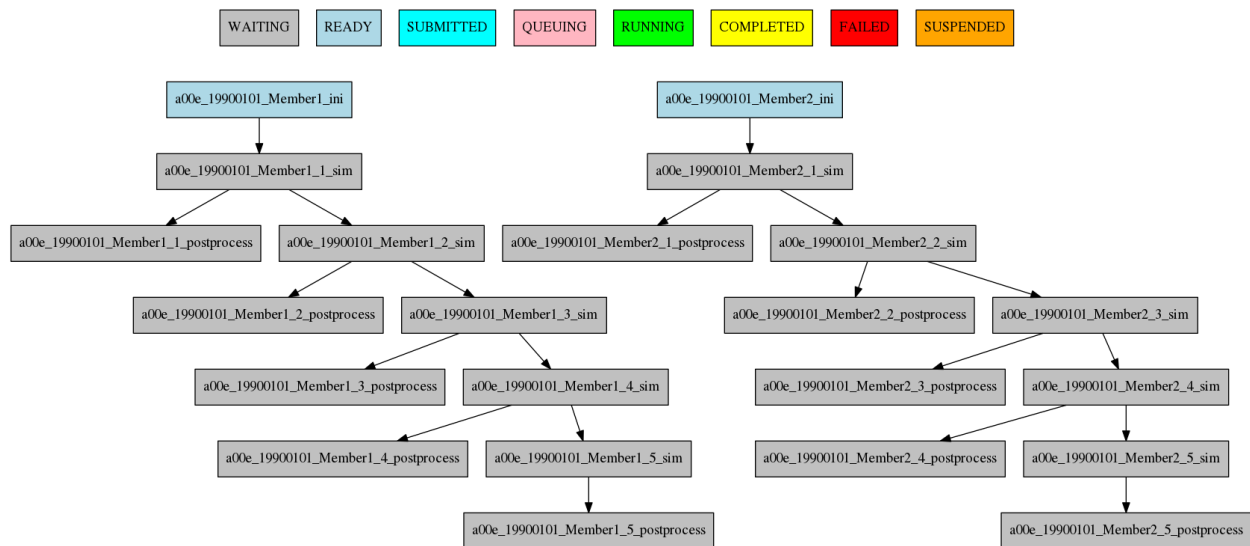 WAITING
READY
SUBMITTED
QUEUING
RUNNING
COMPLETED
FAILED
SUSPENDED
a00e_19900101_Member1_ini
a00e_19900101_Member2_ini
a00e_19900101_Member1_1_sim
a00e_19900101_Member2_1_sim
a00e_19900101_Member1_1_postprocess
a00e_19900101_Member1_2_sim
a00e_19900101_Member2_1_postprocess
a00e_19900101_Member2_2_sim
a00e_19900101_Member1_2_postprocess
a00e_19900101_Member1_3_sim
a00e_19900101_Member2_2_postprocess
a00e_19900101_Member2_3_sim
a00e_19900101_Member1_3_postprocess
a00e_19900101_Member1_4_sim
a00e_19900101_Member2_3_postprocess
a00e_19900101_Member2_4_sim
a00e_19900101_Member1_4_postprocess
a00e_19900101_Member1_5_sim
a00e_19900101_Member2_4_postprocess
a00e_19900101_Member2_5_sim
a00e_19900101_Member1_5_postprocess
a00e_19900101_Member2_5_postprocess